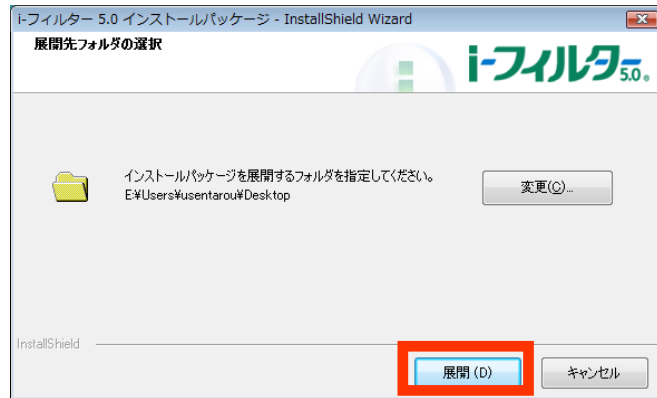 i-フィルター 5.0 インストールパッケージ - InstallShield Wizard
展開先フォルダの選択
i-フィルター5.0。
インストールパッケージを展開するフォルダを指定してください。
E:¥Users¥usentarou¥Desktop
変更(C)...
InstallShield
展開(D)
キャンセル